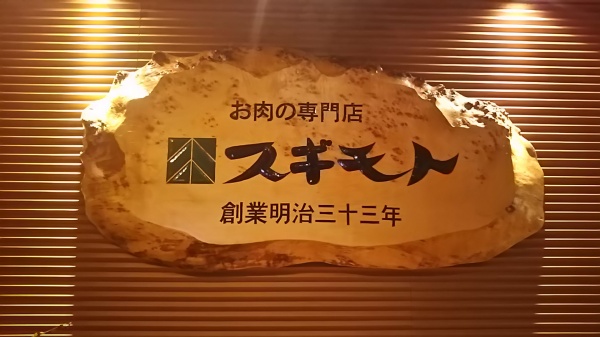 お肉の専門店
スギモト
創業明治三十三年